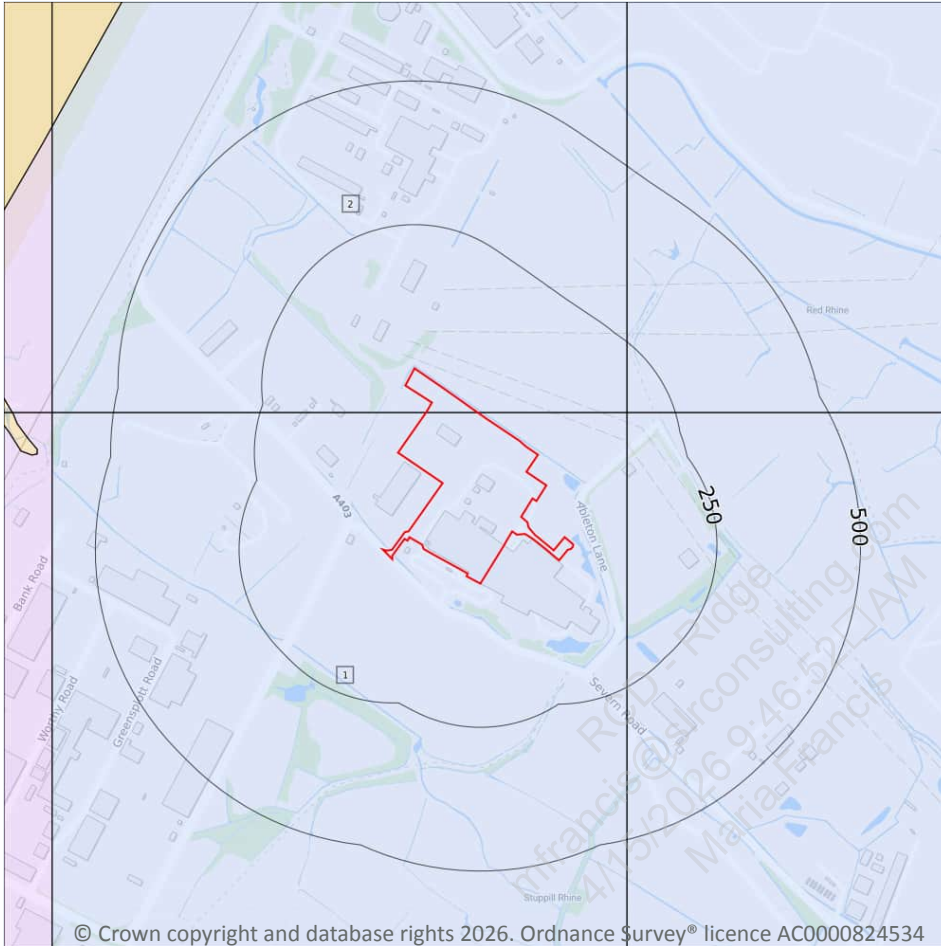 2
Red Rhine
A403
250
500
Ableton Lane
Bank Road
1
Worthy Road
Greensplott Road
Severn Road
Stuppill Rhine
RGD - Ridge
mfrancis@slrconsulting.com
4/15/2026 9:46:52 AM
Maria Francis
© Crown copyright and database rights 2026. Ordnance Survey® licence AC0000824534